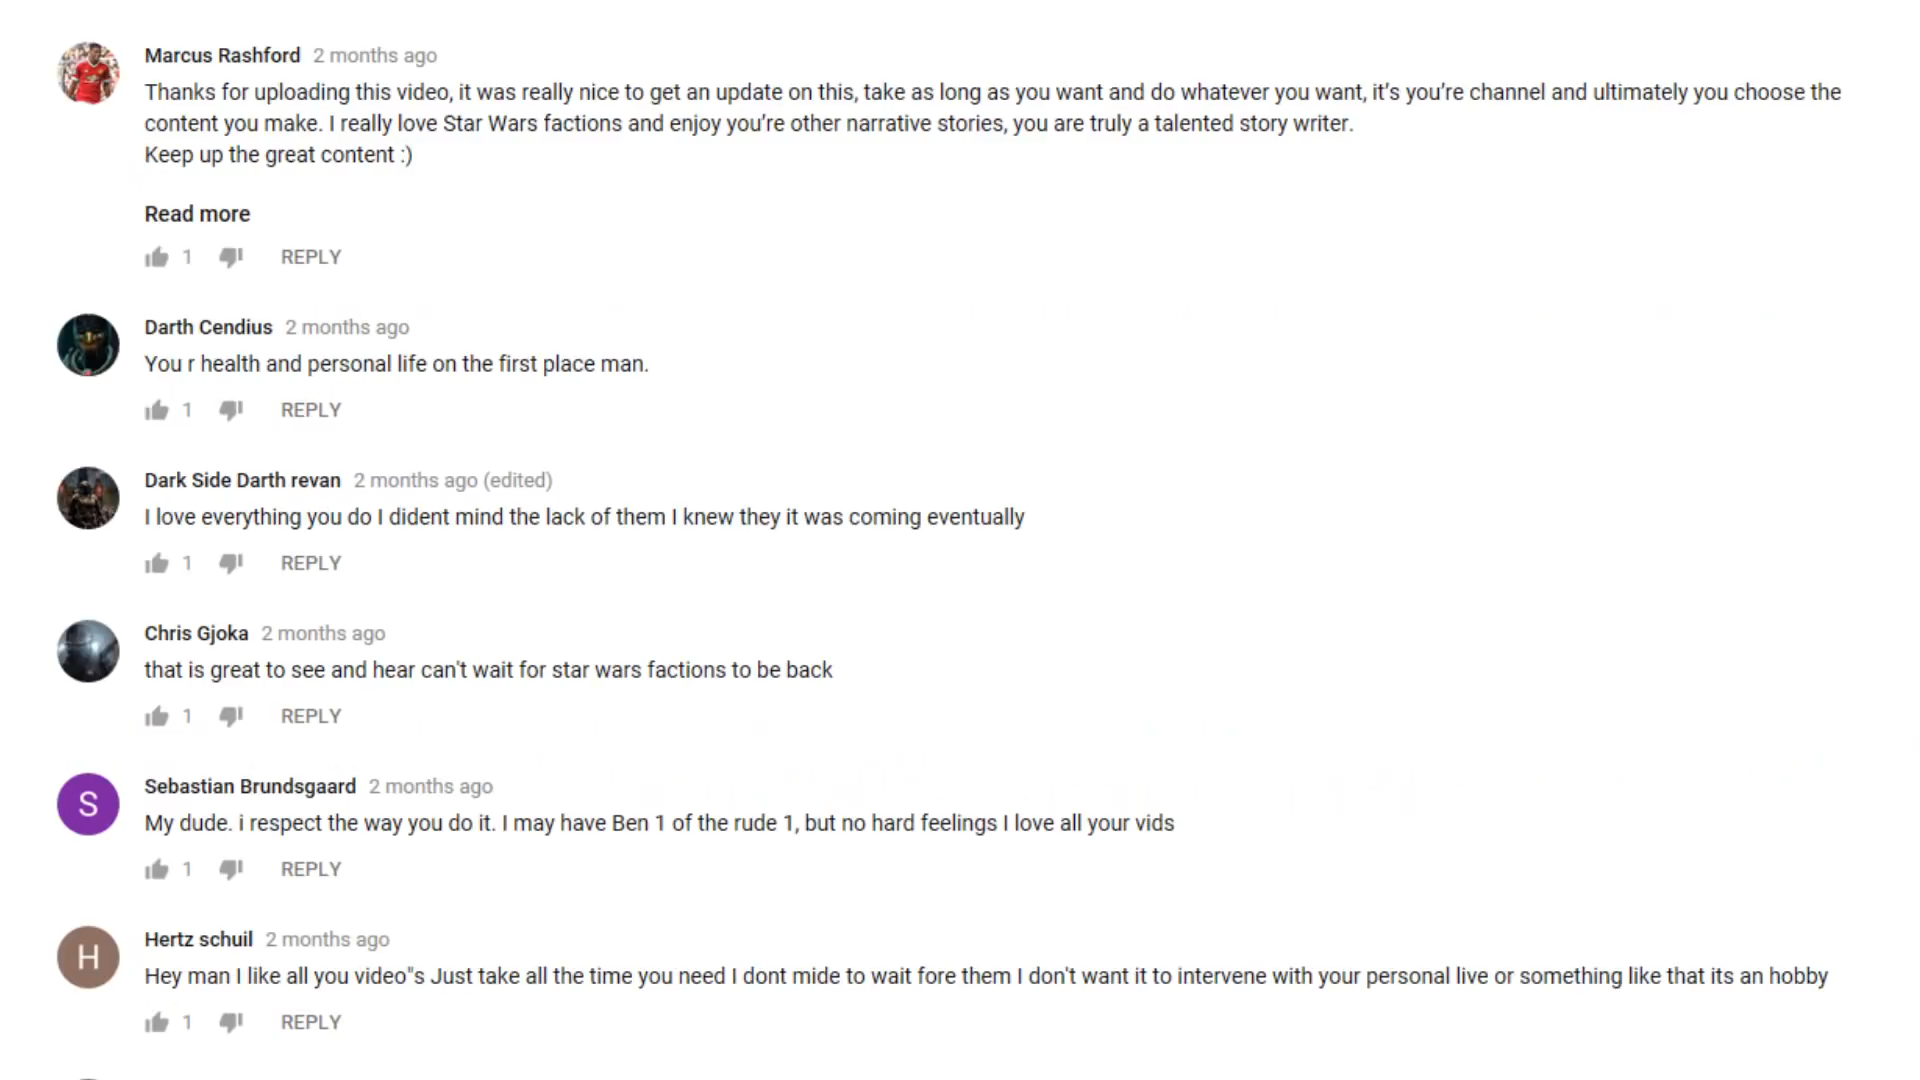 Marcus Rashford 2 months ago
Thanks for uploading this video, it was really nice to get an update on this, take as long as you want and do whatever you want, it’s you’re channel and ultimately you choose the
content you make. I really love Star Wars factions and enjoy you’re other narrative stories, you are truly a talented story writer.
Keep up the great content :)
Read more
1 REPLY
Darth Cendius 2 months ago
You r health and personal life on the first place man.
1 REPLY
Dark Side Darth revan 2 months ago (edited)
I love everything you do I dident mind the lack of them I knew they it was coming eventually
1 REPLY
Chris Gjoka 2 months ago
that is great to see and hear can't wait for star wars factions to be back
1 REPLY
S
Sebastian Brundsgaard 2 months ago
My dude. i respect the way you do it. I may have Ben 1 of the rude 1, but no hard feelings I love all your vids
1 REPLY
H
Hertz schuil 2 months ago
Hey man I like all you video"s Just take all the time you need I dont mide to wait fore them I don't want it to intervene with your personal live or something like that its an hobby
1 REPLY